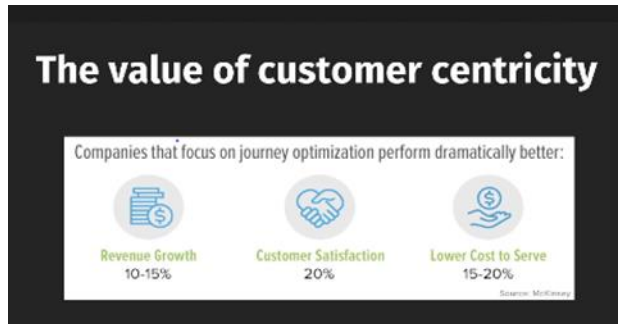 The value of customer centricity
Companies that focus on journey optimization perform dramatically better:
Revenue Growth
10-15%
Customer Satisfaction
20%
Lower Cost to Serve
15-20%
Source: McKinsey